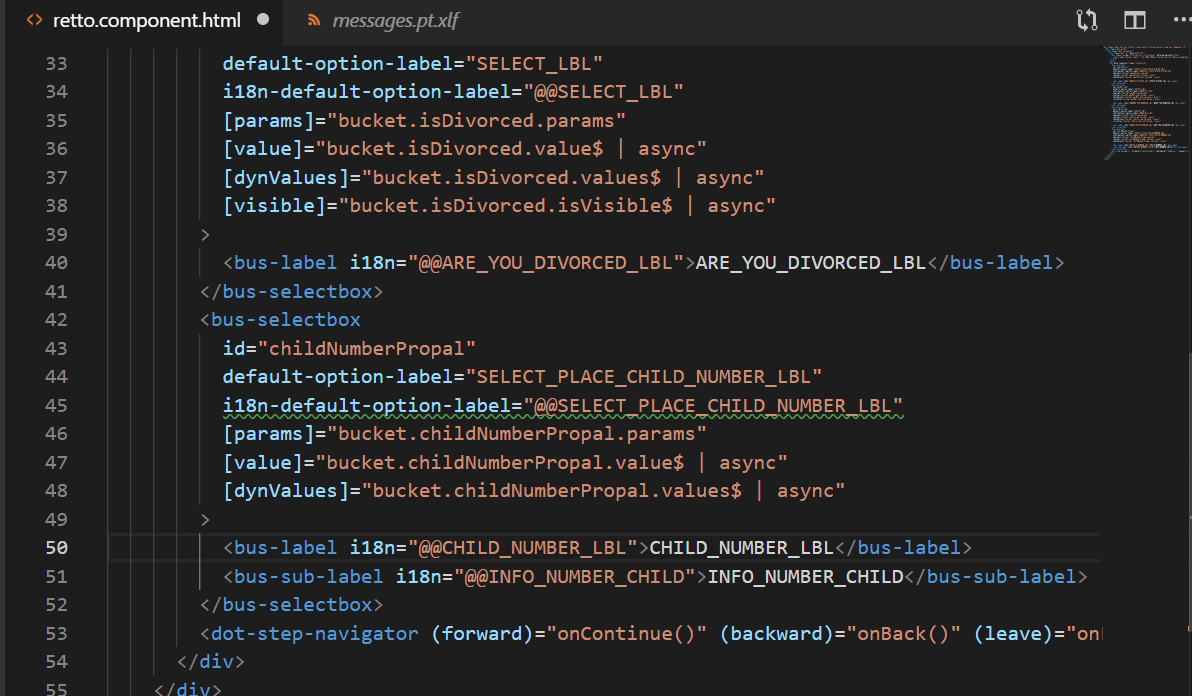 <> retto.component.html ● messages.pt.xlf
33 default-option-label="SELECT_LBL"
34 i18n-default-option-label="@@SELECT_LBL"
35 [params]="bucket.isDivorced.params"
36 [value]="bucket.isDivorced.value$ | async"
37 [dynValues]="bucket.isDivorced.values$ | async"
38 [visible]="bucket.isDivorced.isVisible$ | async"
39 >
40 <bus-label i18n="@@ARE_YOU_DIVORCED_LBL">ARE_YOU_DIVORCED_LBL</bus-label>
41 </bus-selectbox>
42 <bus-selectbox
43 id="childNumberPropal"
44 default-option-label="SELECT_PLACE_CHILD_NUMBER_LBL"
45 i18n-default-option-label="@@SELECT_PLACE_CHILD_NUMBER_LBL"
46 [params]="bucket.childNumberPropal.params"
47 [value]="bucket.childNumberPropal.value$ | async"
48 [dynValues]="bucket.childNumberPropal.values$ | async"
49 >
50 <bus-label i18n="@@CHILD_NUMBER_LBL">CHILD_NUMBER_LBL</bus-label>
51 <bus-sub-label i18n="@@INFO_NUMBER_CHILD">INFO_NUMBER_CHILD</bus-sub-label>
52 </bus-selectbox>
53 <dot-step-navigator (forward)="onContinue()" (backward)="onBack()" (leave)="on
54 </div>
55 </div>